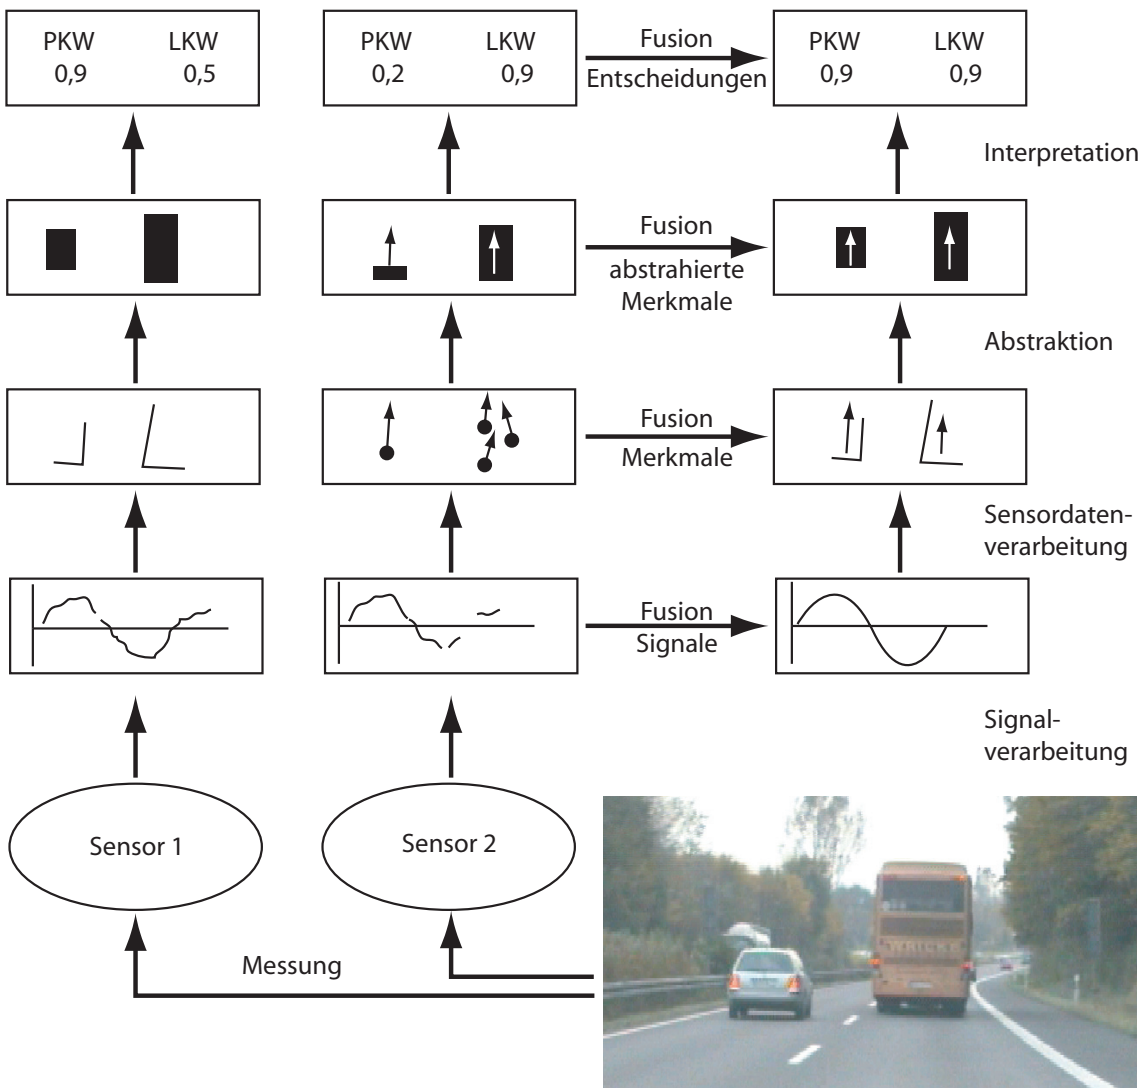 PKW LKW
0,9 0,5
PKW LKW
0,2 0,9
Fusion
Entscheidungen
PKW LKW
0,9 0,9
Interpretation
Fusion
abstrahierte
Merkmale
Abstraktion
Fusion
Merkmale
Sensordaten-
verarbeitung
Fusion
Signale
Signal-
verarbeitung
Sensor 1
Sensor 2
Messung
WRICKE